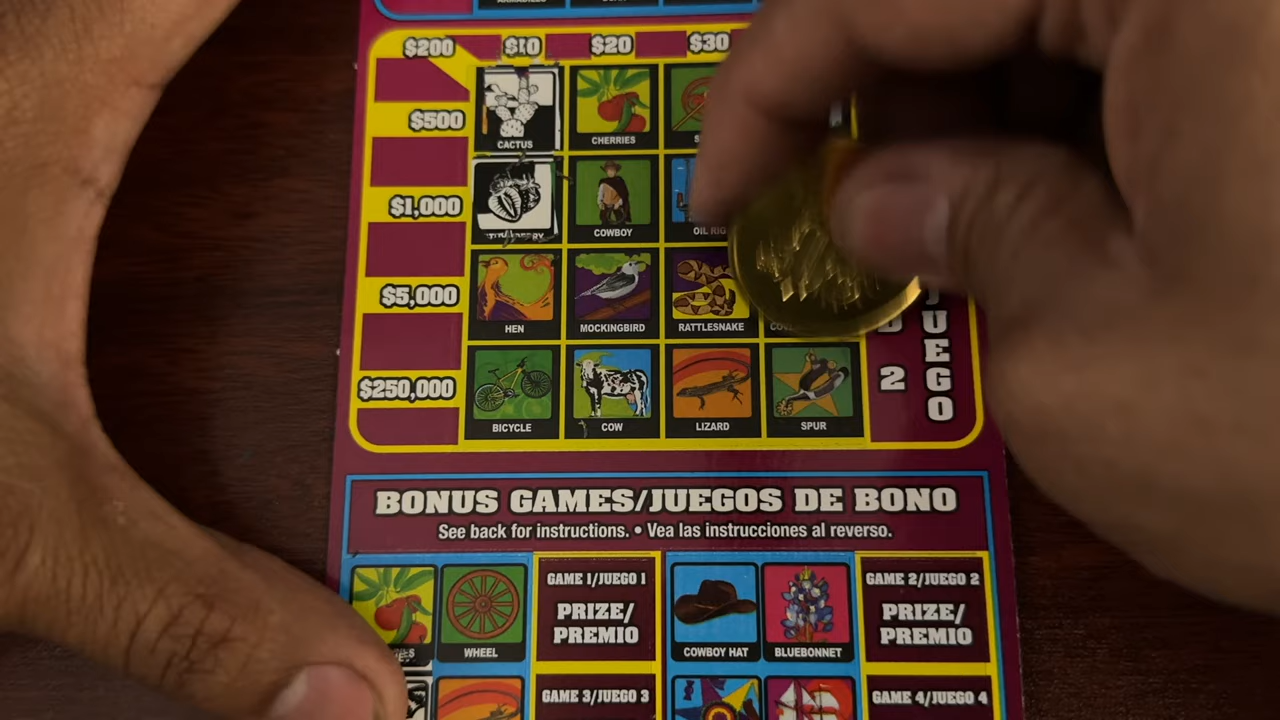 $200 $10 $20 $30
$500
CACTUS CHERRIES
$1,000
COWBOY OIL RIG
$5,000
HEN MOCKINGBIRD RATTLESNAKE
$250,000
BICYCLE COW LIZARD SPUR
2
JUEGO
BONUS GAMES/JUEGOS DE BONO
See back for instructions. • Vea las instrucciones al reverso.
GAME 1/JUEGO 1
PRIZE/
PREMIO
WHEEL
GAME 2/JUEGO 2
PRIZE/
PREMIO
COWBOY HAT BLUEBONNET
GAME 3/JUEGO 3
GAME 4/JUEGO 4